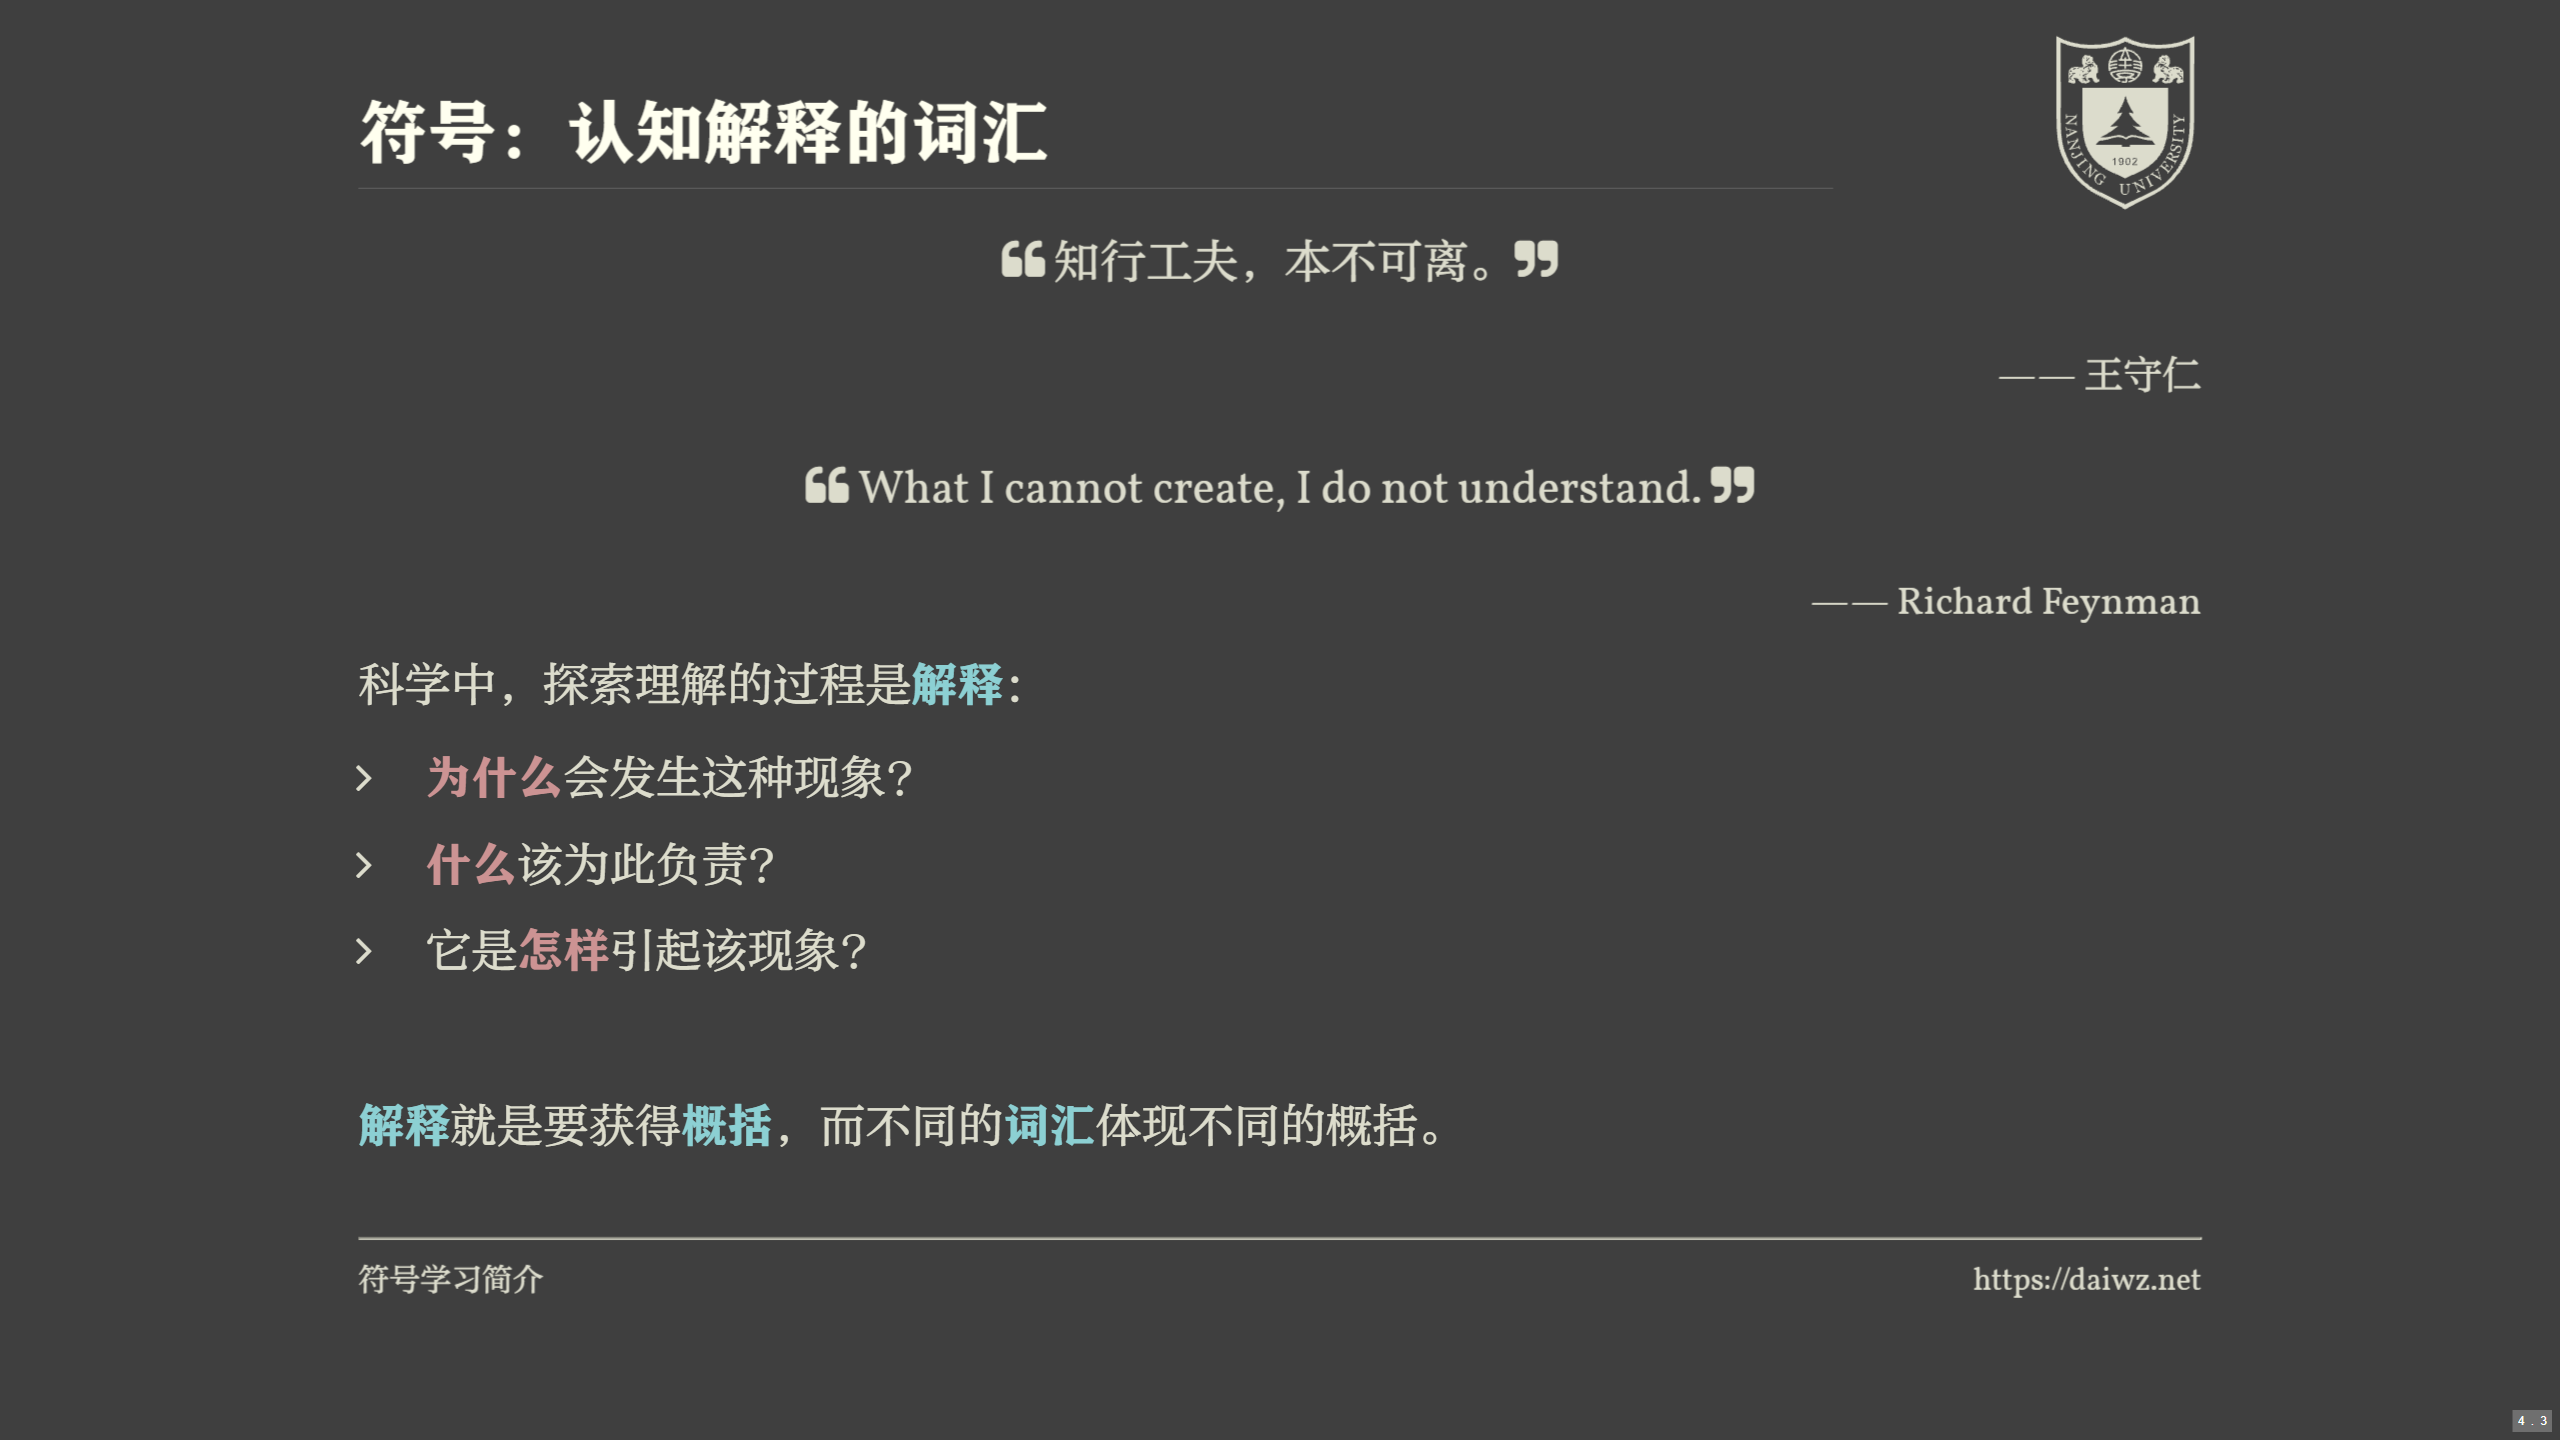 符号：认知解释的词汇
NANJING UNIVERSITY
1902
❝知行工夫，本不可离。❞
—— 王守仁
❝What I cannot create, I do not understand.❞
—— Richard Feynman
科学中，探索理解的过程是解释：
› 为什么会发生这种现象？
› 什么该为此负责？
› 它是怎样引起该现象？
解释就是要获得概括，而不同的词汇体现不同的概括。
符号学习简介
https://daiwz.net
4 . 3